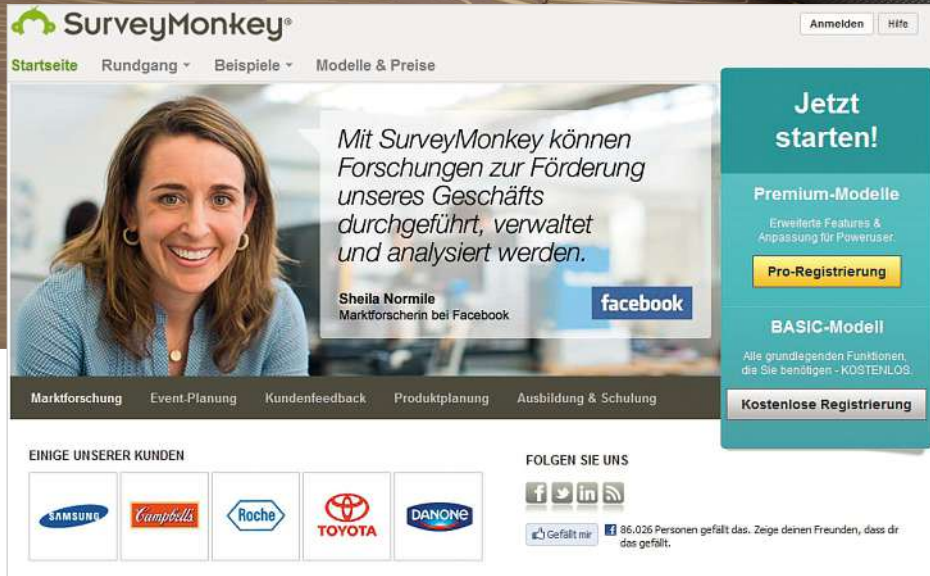 SurveyMonkey®
Anmelden
Hilfe
Startseite Rundgang Beispiele Modelle & Preise
Mit SurveyMonkey können
Forschungen zur Förderung
unseres Geschäfts
durchgeführt, verwaltet
und analysiert werden.
Sheila Normile
Marktforscherin bei Facebook
facebook
Jetzt
starten!
Premium-Modelle
Erweiterte Features &
Anpassung für Poweruser.
Pro-Registrierung
BASIC-Modell
Alle grundlegenden Funktionen,
die Sie benötigen - KOSTENLOS.
Kostenlose Registrierung
Marktforschung Event-Planung Kundenfeedback Produktplanung Ausbildung & Schulung
EINIGE UNSERER KUNDEN
SAMSUNG
Campbell's
Roche
TOYOTA
DANONE
FOLGEN SIE UNS
Gefällt mir
86.026 Personen gefällt das. Zeige deinen Freunden, dass dir
das gefällt.